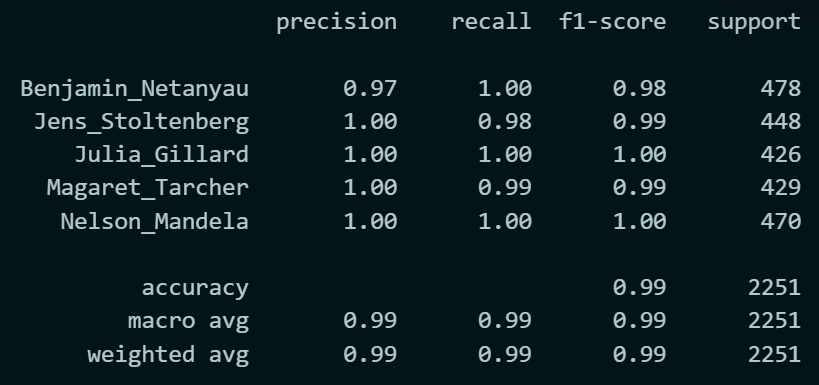 precision recall f1-score support
Benjamin_Netanyau 0.97 1.00 0.98 478
Jens_Stoltenberg 1.00 0.98 0.99 448
Julia_Gillard 1.00 1.00 1.00 426
Magaret_Tarcher 1.00 0.99 0.99 429
Nelson_Mandela 1.00 1.00 1.00 470
accuracy 0.99 2251
macro avg 0.99 0.99 0.99 2251
weighted avg 0.99 0.99 0.99 2251